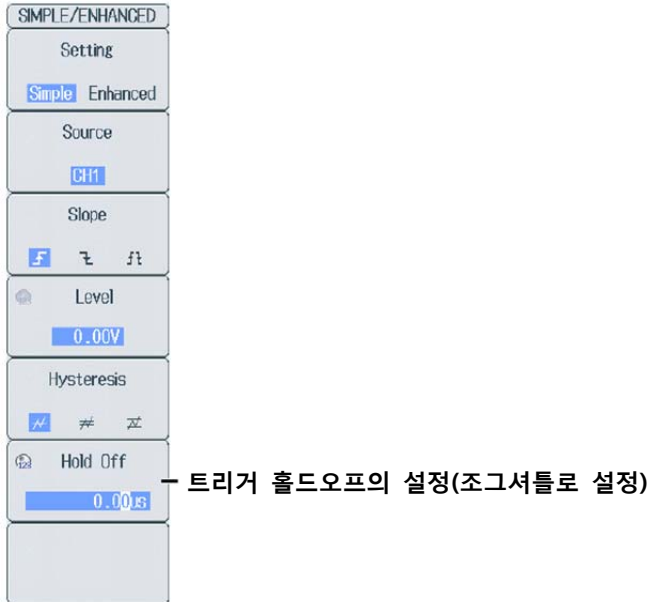 SIMPLE/ENHANCED
Setting
Simple Enhanced
Source
CH1
Slope
Level
0.00V
Hysteresis
Hold Off
0.00us
트리거 홀드오프의 설정(조그셔틀로 설정)